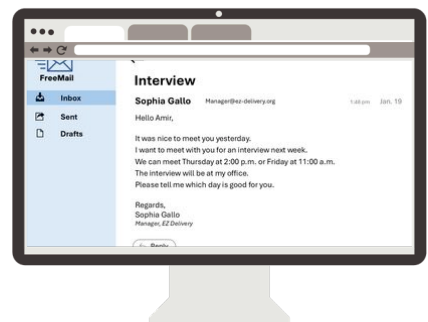 FreeMail
Interview
Sophia Gallo Manager@ez-delivery.org 1:48 pm Jan. 19
Inbox
Hello Amir,
Sent
Drafts
It was nice to meet you yesterday.
I want to meet with you for an interview next week.
We can meet Thursday at 2:00 p.m. or Friday at 11:00 a.m.
The interview will be at my office.
Please tell me which day is good for you.
Regards,
Sophia Gallo
Manager, EZ Delivery
Reply